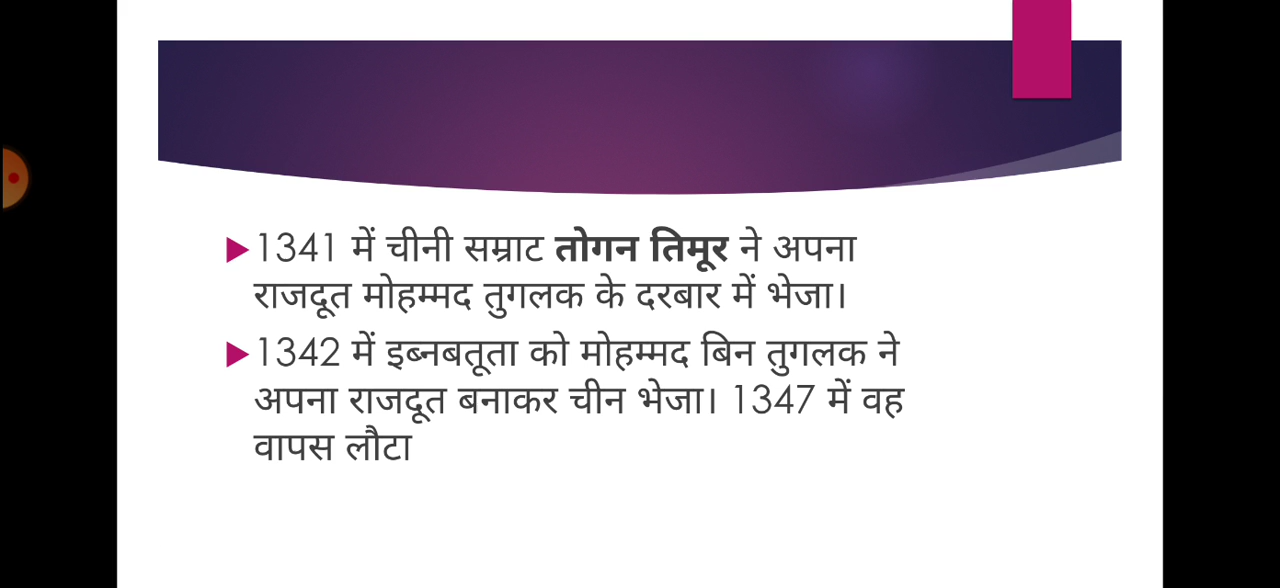 1341 में चीनी सम्राट तोगन तिमूर ने अपना
राजदूत मोहम्मद तुगलक के दरबार में भेजा।
1342 में इब्नबतूता को मोहम्मद बिन तुगलक ने
अपना राजदूत बनाकर चीन भेजा। 1347 में वह
वापस लौटा